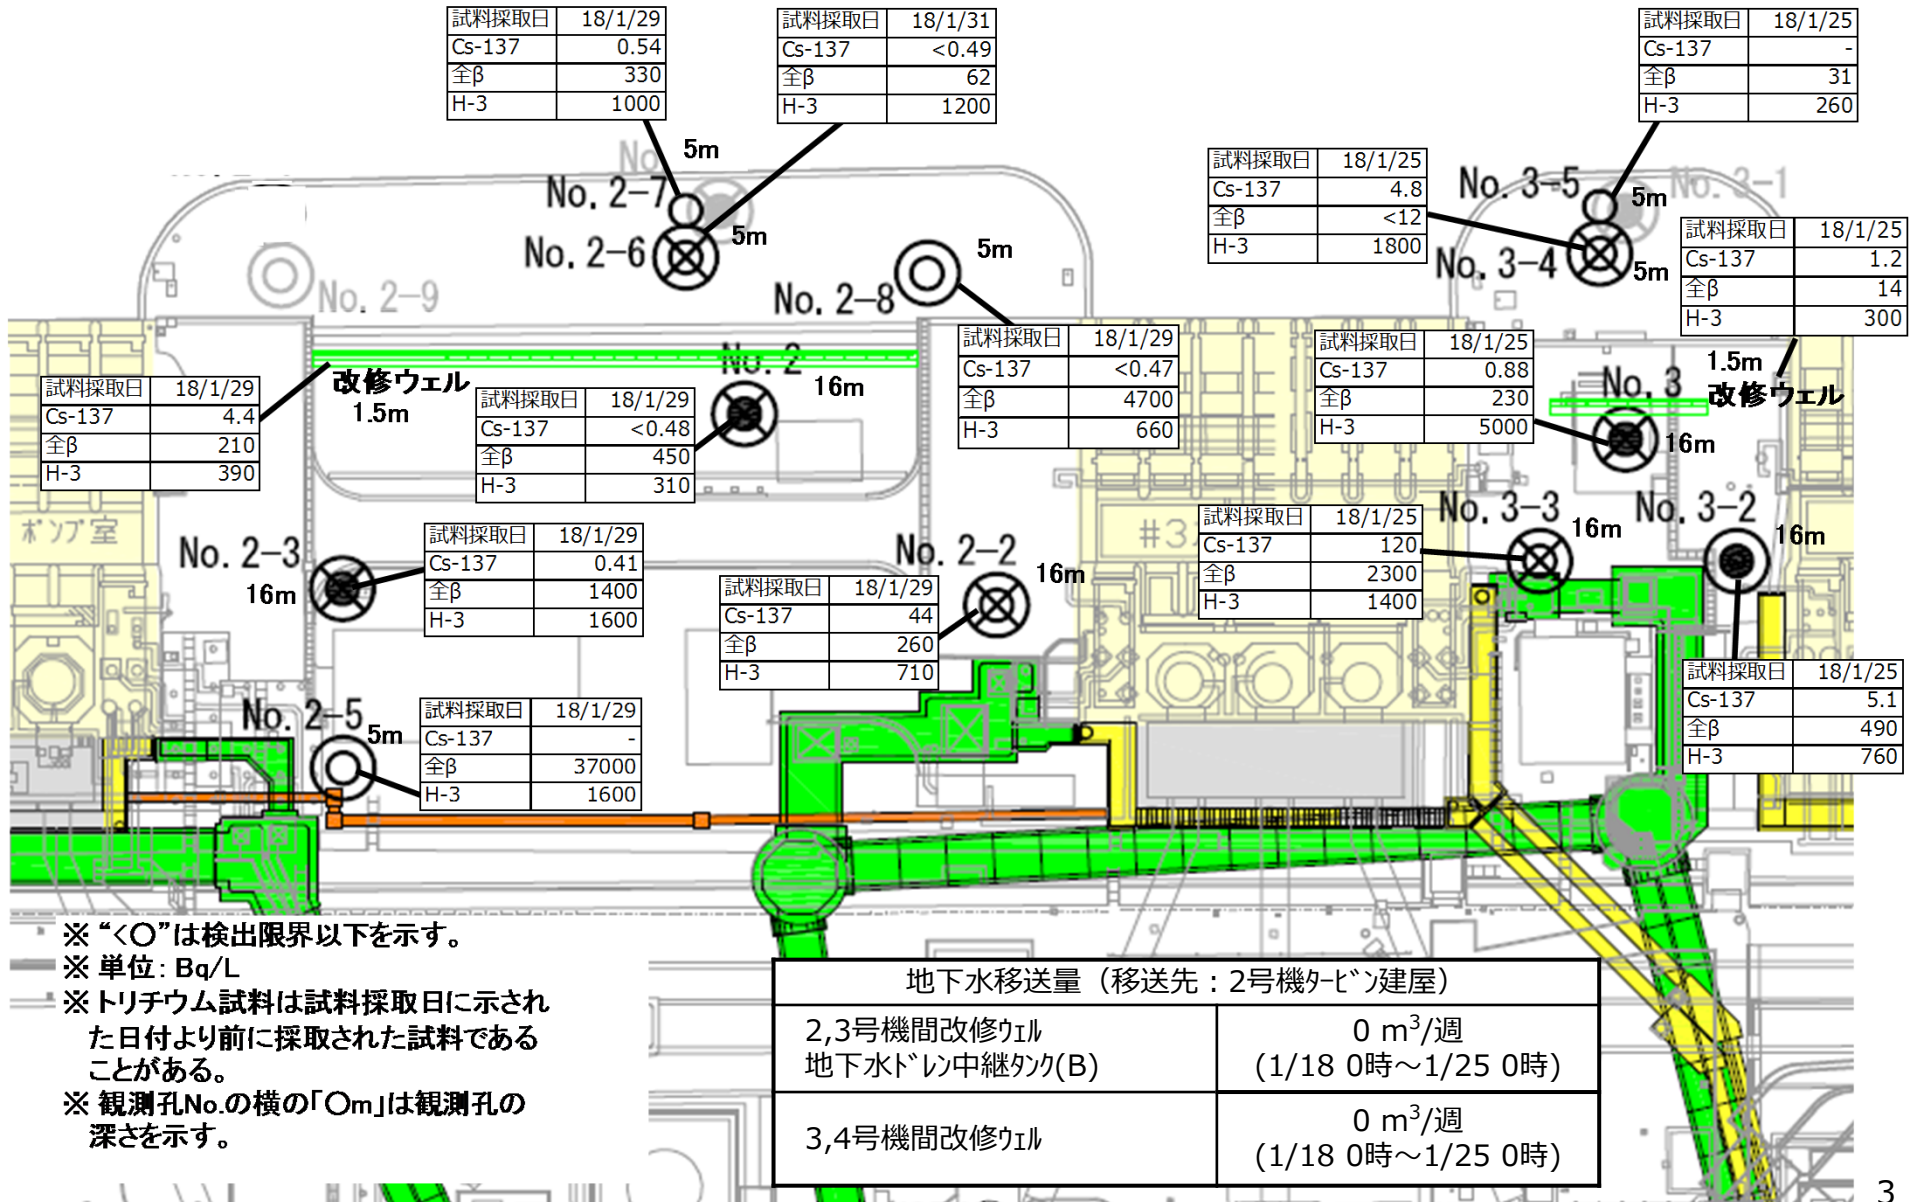 試料採取日 18/1/29
Cs-137 0.54
全β 330
H-3 1000
試料採取日 18/1/31
Cs-137 <0.49
全β 62
H-3 1200
試料採取日 18/1/25
Cs-137 -
全β 31
H-3 260
試料採取日 18/1/25
Cs-137 4.8
全β <12
H-3 1800
試料採取日 18/1/25
Cs-137 1.2
全β 14
H-3 300
No. 5m
No. 2-7
No. 2-6 5m
No. 2-8 5m
No. 2-9
No. 3-5 5m
No. 3-1
No. 3-4 5m
試料採取日 18/1/29
Cs-137 4.4
全β 210
H-3 390
改修ウェル
1.5m
試料採取日 18/1/29
Cs-137 <0.48
全β 450
H-3 310
No. 2 16m
試料採取日 18/1/29
Cs-137 <0.47
全β 4700
H-3 660
試料採取日 18/1/25
Cs-137 0.88
全β 230
H-3 5000
No. 3
16m
1.5m
改修ウェル
ポンプ室
No. 2-3
16m
試料採取日 18/1/29
Cs-137 0.41
全β 1400
H-3 1600
No. 2-2
16m
試料採取日 18/1/29
Cs-137 44
全β 260
H-3 710
#3
試料採取日 18/1/25
Cs-137 120
全β 2300
H-3 1400
No. 3-3
16m
No. 3-2
16m
試料採取日 18/1/25
Cs-137 5.1
全β 490
H-3 760
No. 2-5
5m
試料採取日 18/1/29
Cs-137 -
全β 37000
H-3 1600
※ “<○”は検出限界以下を示す。
※ 単位: Bq/L
※ トリチウム試料は試料採取日に示され
た日付より前に採取された試料である
ことがある。
※ 観測孔No.の横の「○m」は観測孔の
深さを示す。
地下水移送量（移送先：2号機ﾀｰﾋﾞﾝ建屋）
2,3号機間改修ｳｪﾙ
地下水ﾄﾞﾚﾝ中継ﾀﾝｸ(B)
0 m³/週
(1/18 0時～1/25 0時)
3,4号機間改修ｳｪﾙ
0 m³/週
(1/18 0時～1/25 0時)
3